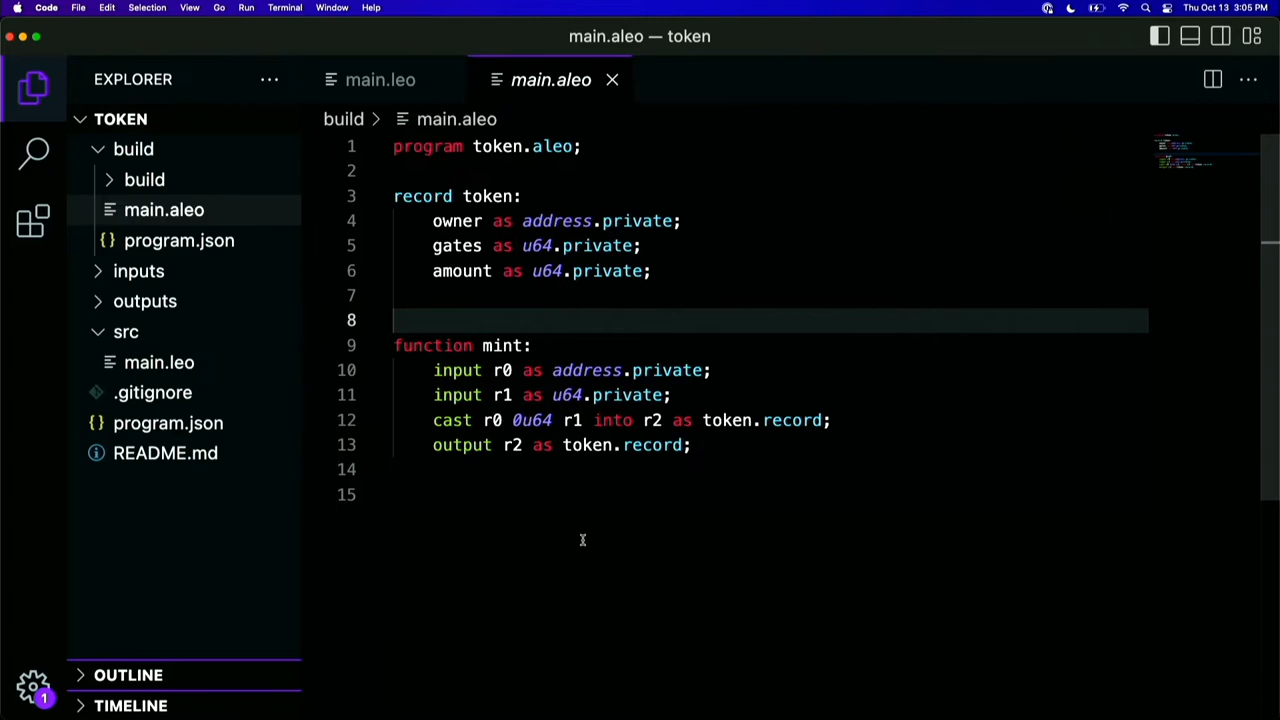 Code File Edit Selection View Go Run Terminal Window Help Thu Oct 13 3:05 PM
main.aleo — token
EXPLORER
main.leo
main.aleo
TOKEN
build
build
main.aleo
program.json
inputs
outputs
src
main.leo
.gitignore
program.json
README.md
OUTLINE
TIMELINE
1
build > main.aleo
1 program token.aleo;
2
3 record token:
4 owner as address.private;
5 gates as u64.private;
6 amount as u64.private;
7
8
9 function mint:
10 input r0 as address.private;
11 input r1 as u64.private;
12 cast r0 0u64 r1 into r2 as token.record;
13 output r2 as token.record;
14
15